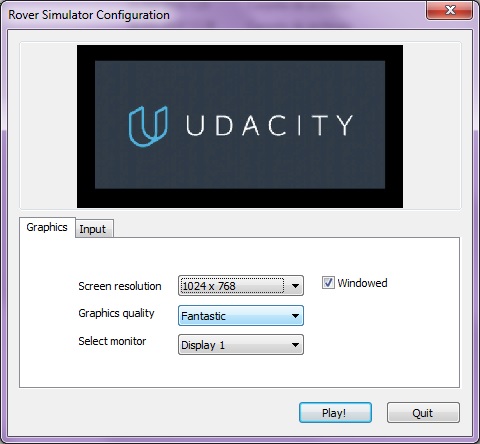 Rover Simulator Configuration
UDACITY
Graphics
Input
Screen resolution 1024 x 768 Windowed
Graphics quality Fantastic
Select monitor Display 1
Play! Quit